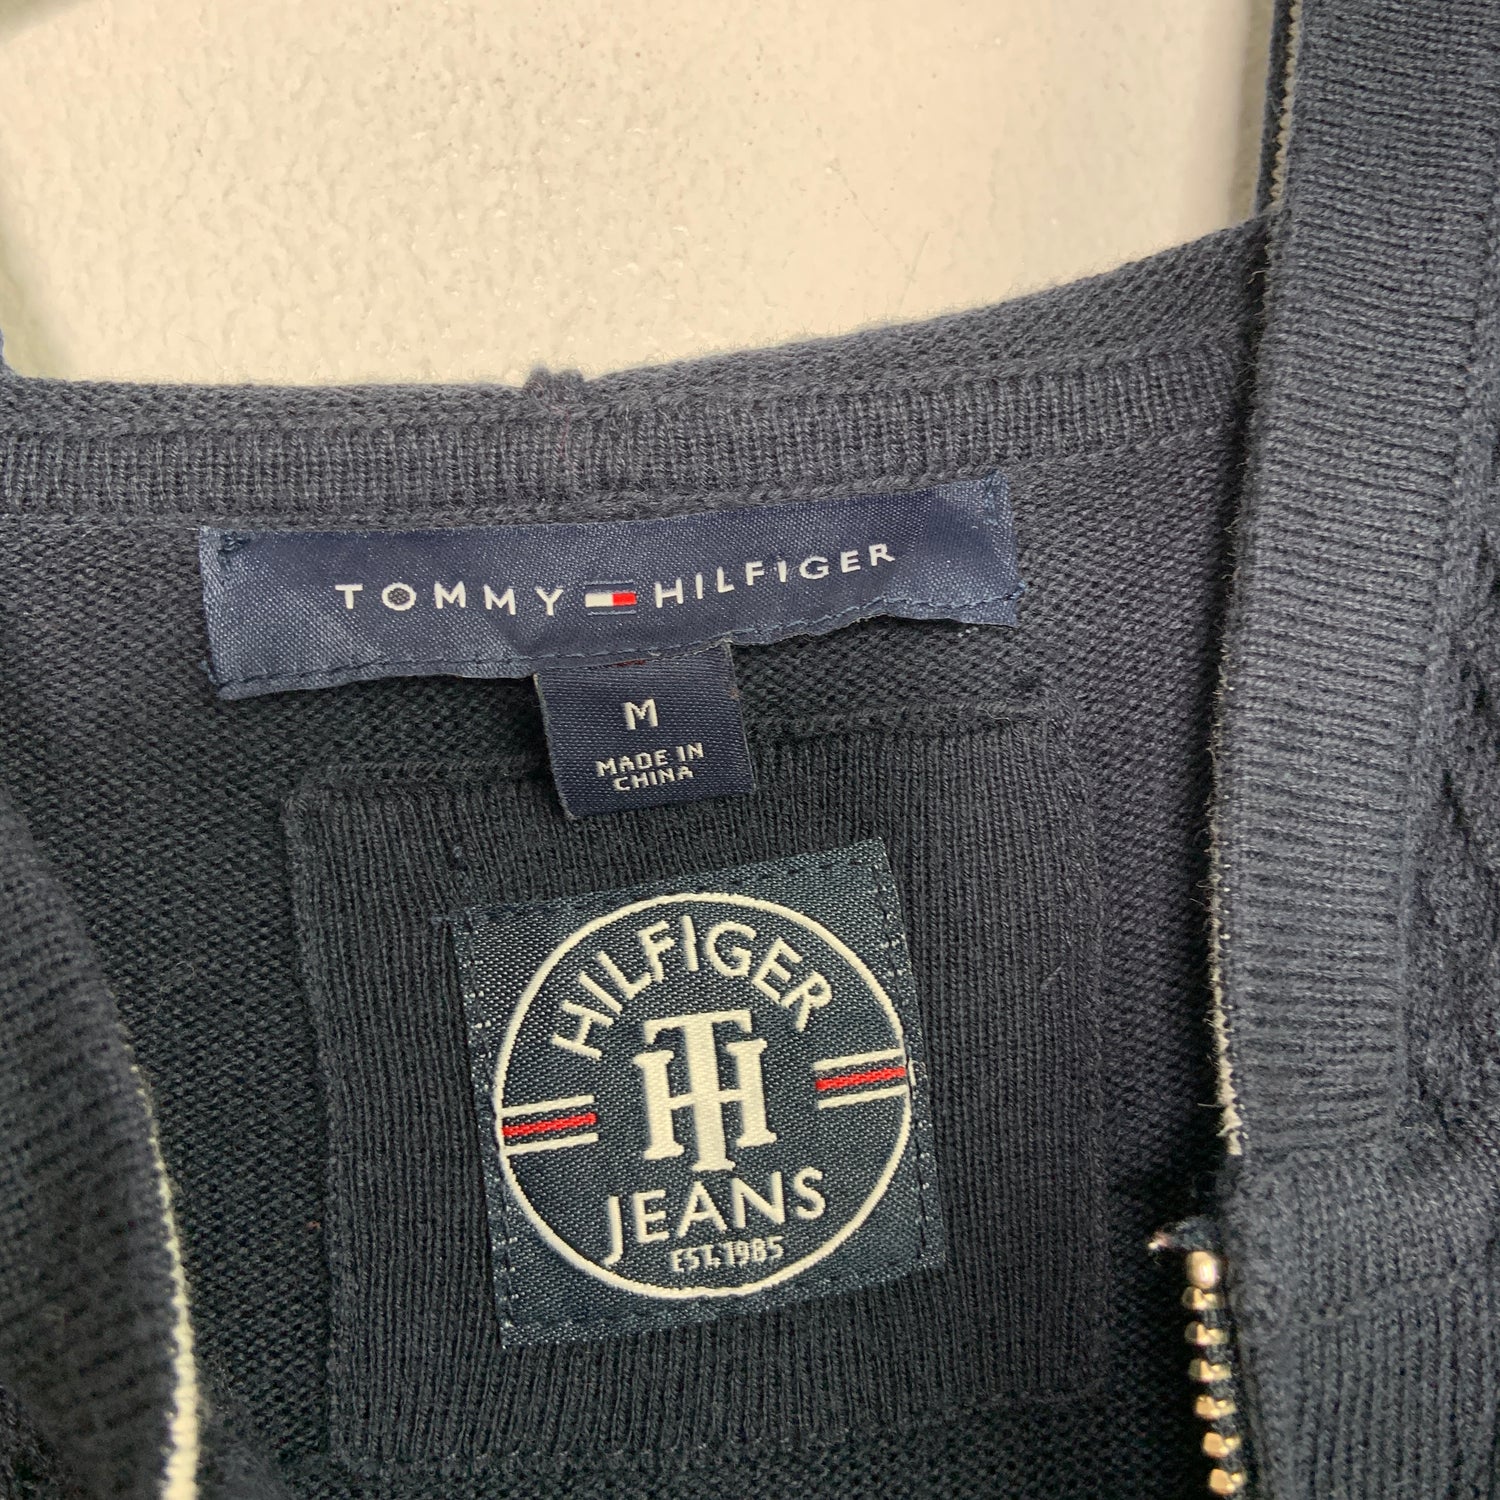 TOMMY HILFIGER
M
MADE IN
CHINA
HILFIGER
TH
JEANS
EST.1985